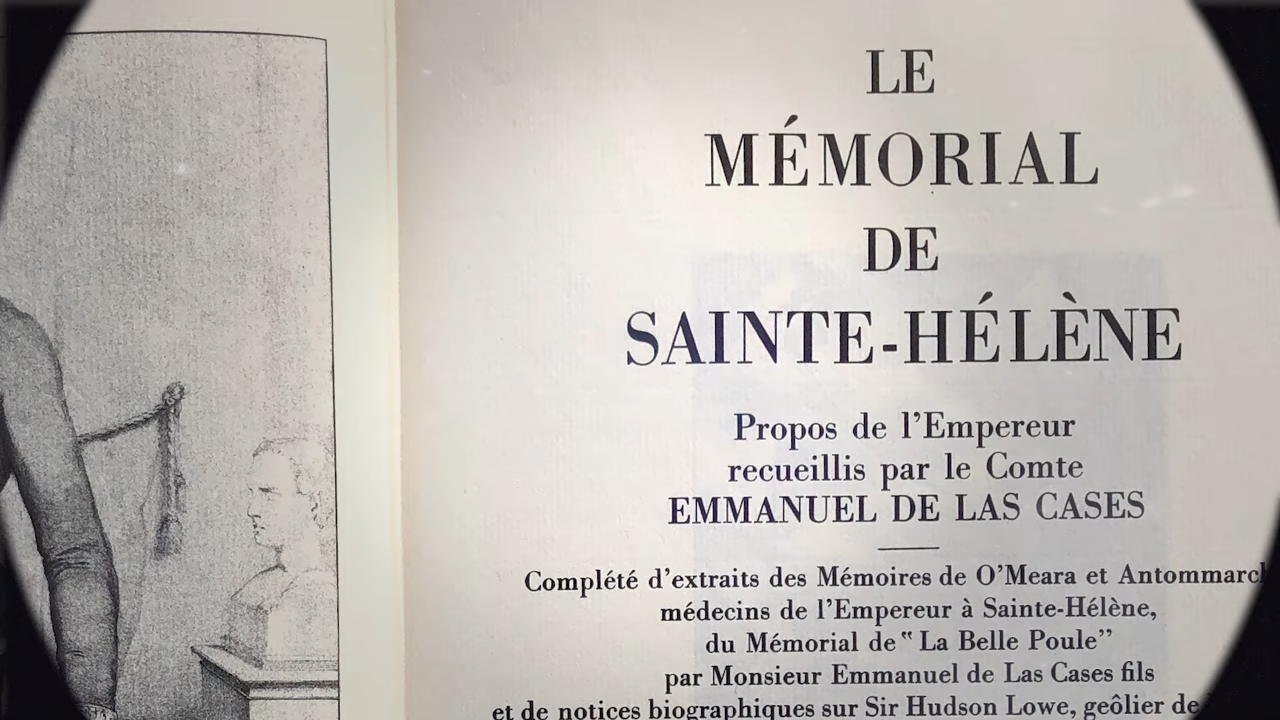 LE
MÉMORIAL
DE
SAINTE-HÉLÈNE
Propos de l'Empereur
recueillis par le Comte
EMMANUEL DE LAS CASES
Complété d'extraits des Mémoires de O'Meara et Antommarch
médecins de l'Empereur à Sainte-Hélène,
du Mémorial de " La Belle Poule"
par Monsieur Emmanuel de Las Cases fils
et de notices biographiques sur Sir Hudson Lowe, geôlier de